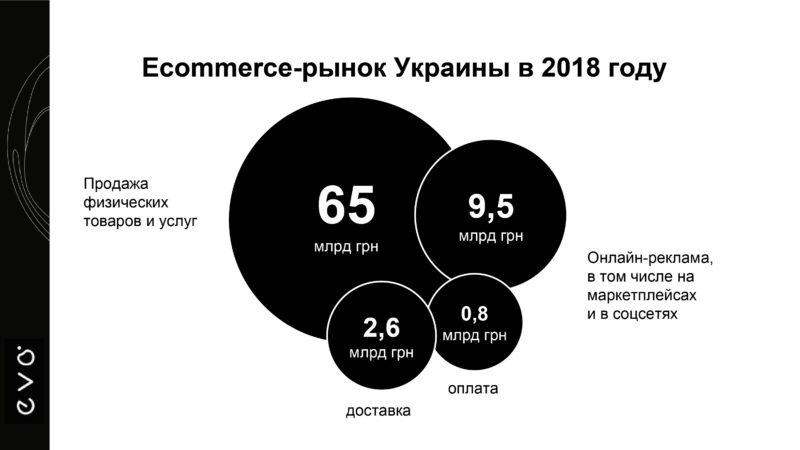 Ecommerce-рынок Украины в 2018 году
Продажа
физических
товаров и услуг
65
млрд грн
9,5
млрд грн
Онлайн-реклама,
в том числе на
маркетплейсах
и в соцсетях
2,6
млрд грн
0,8
млрд грн
оплата
доставка
evo